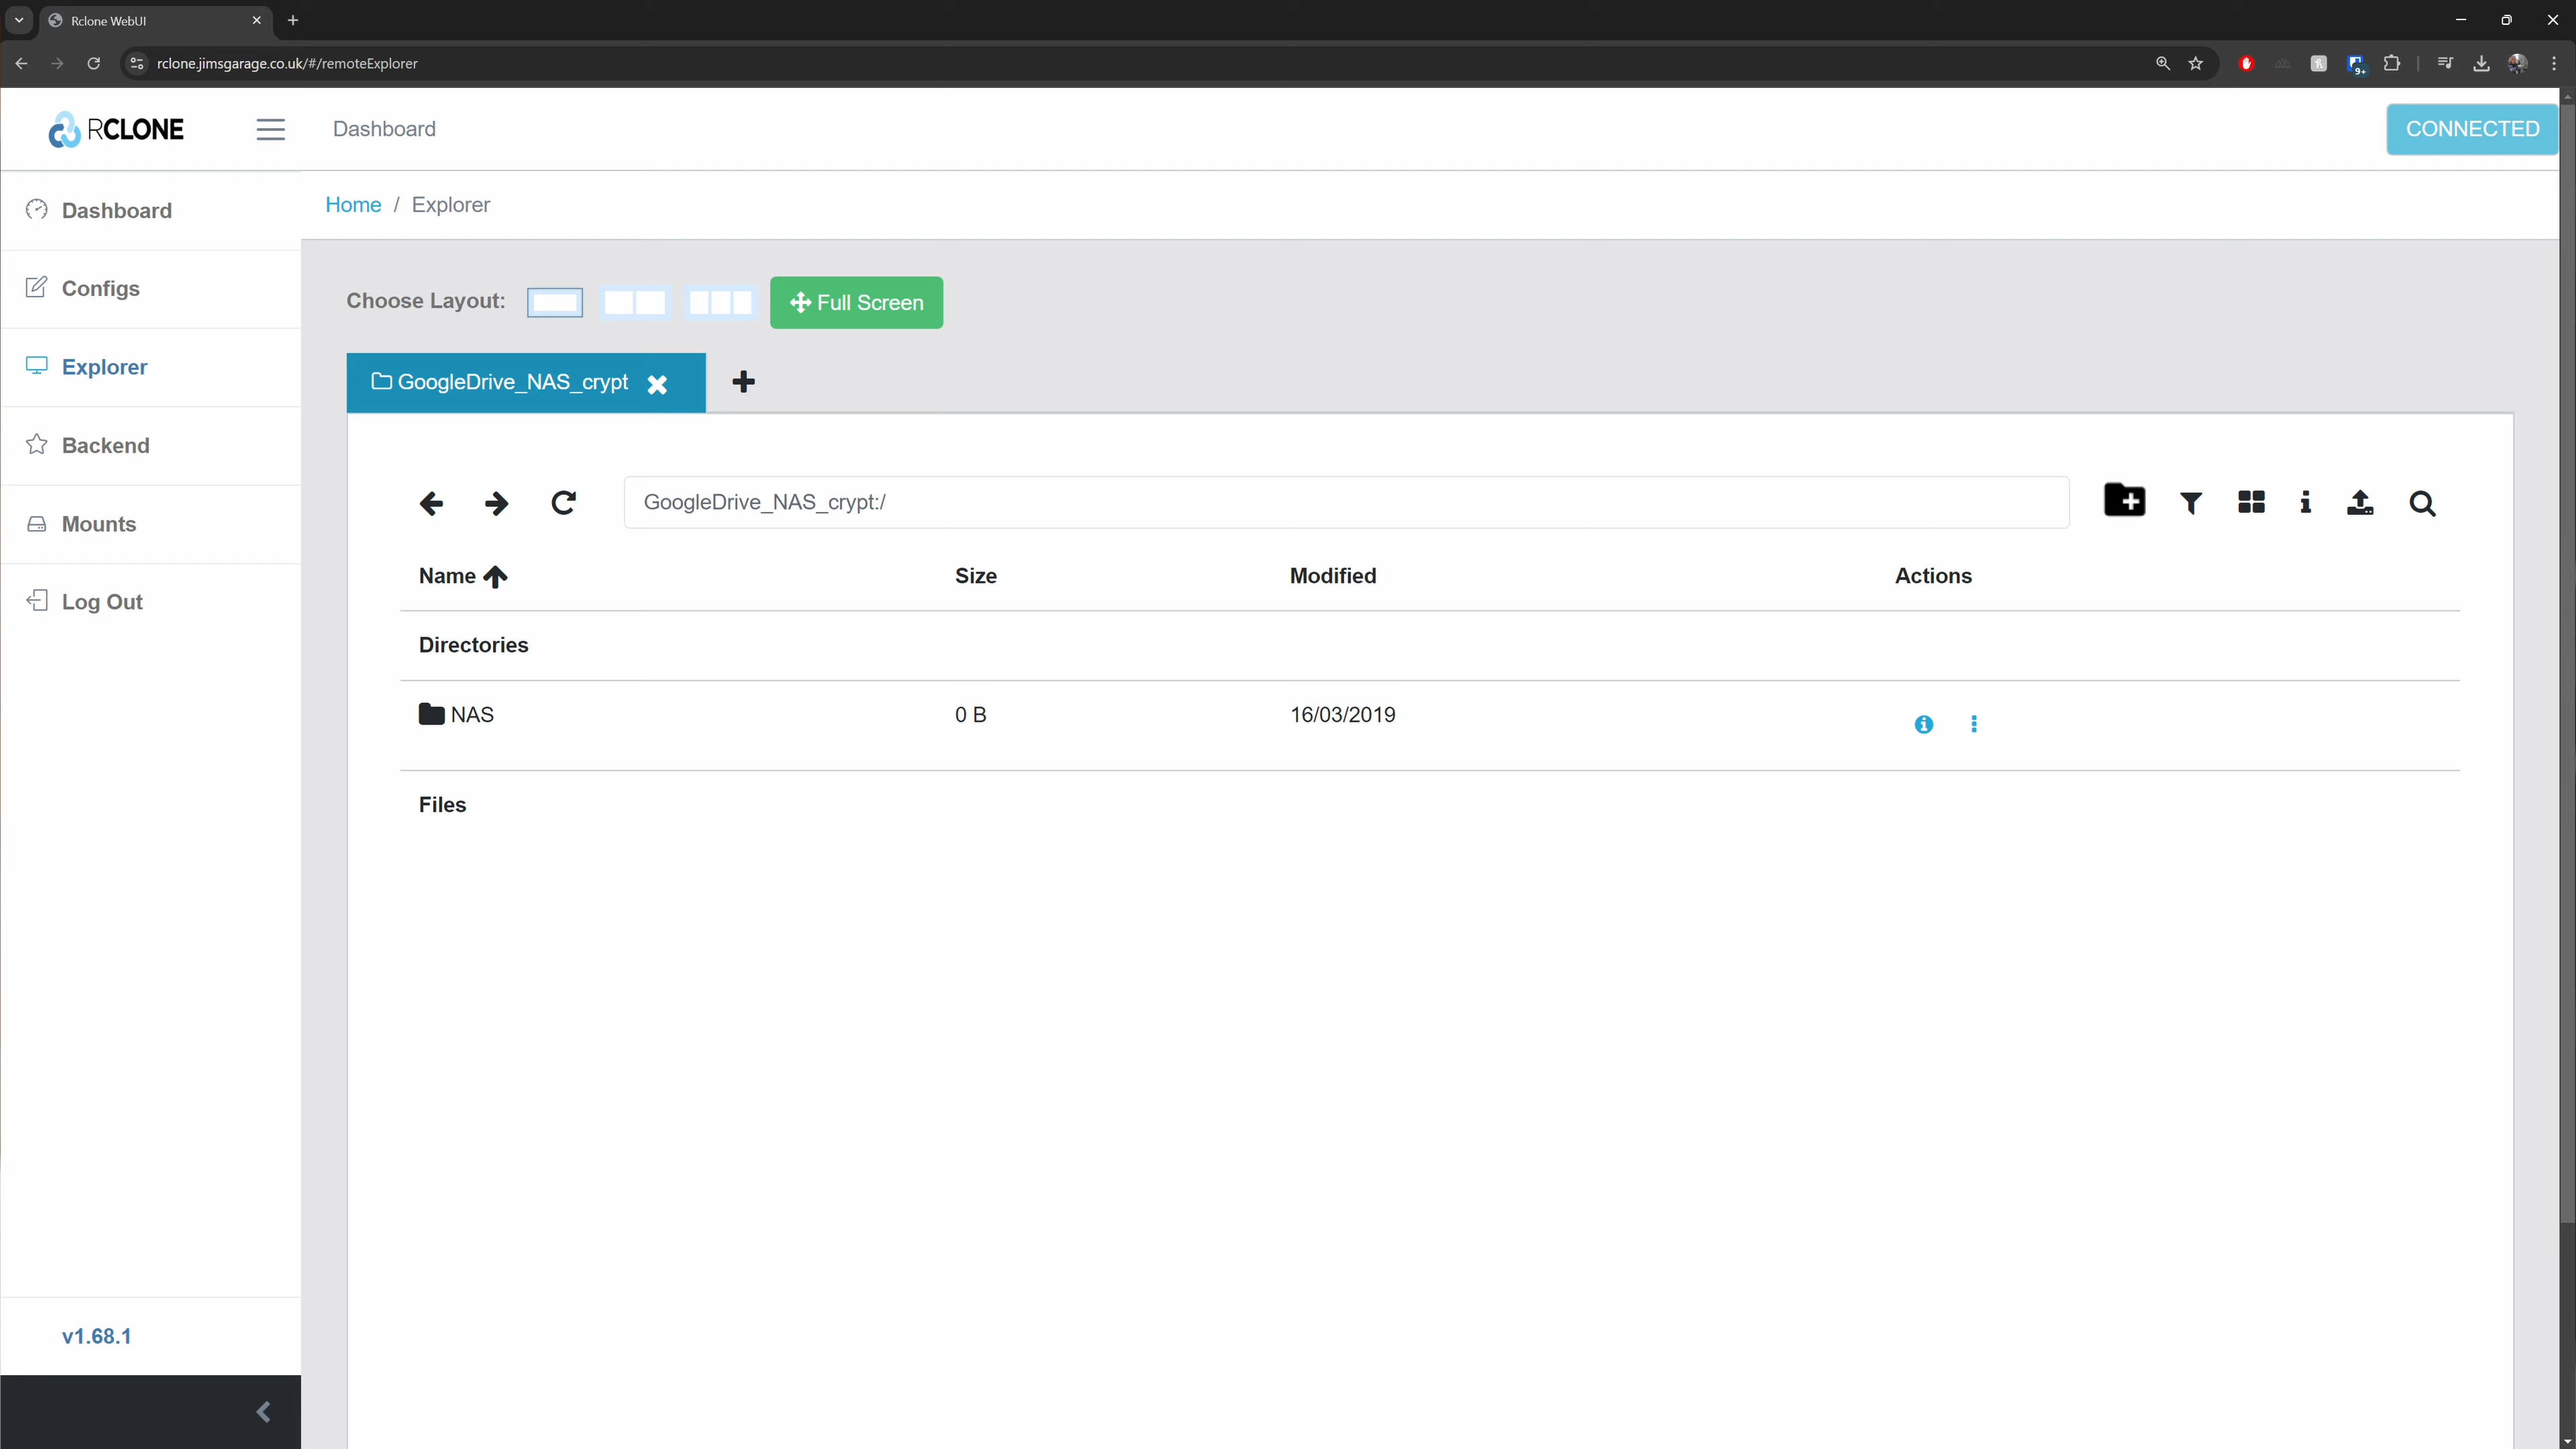 Rclone WebUI
rclone.jimsgarage.co.uk/#/remoteExplorer
9+
RCLONE
Dashboard
CONNECTED
Dashboard
Home / Explorer
Configs
Choose Layout:
Full Screen
Explorer
GoogleDrive_NAS_crypt
Backend
GoogleDrive_NAS_crypt:/
Mounts
Name Size Modified Actions
Log Out
Directories
NAS 0 B 16/03/2019
Files
v1.68.1